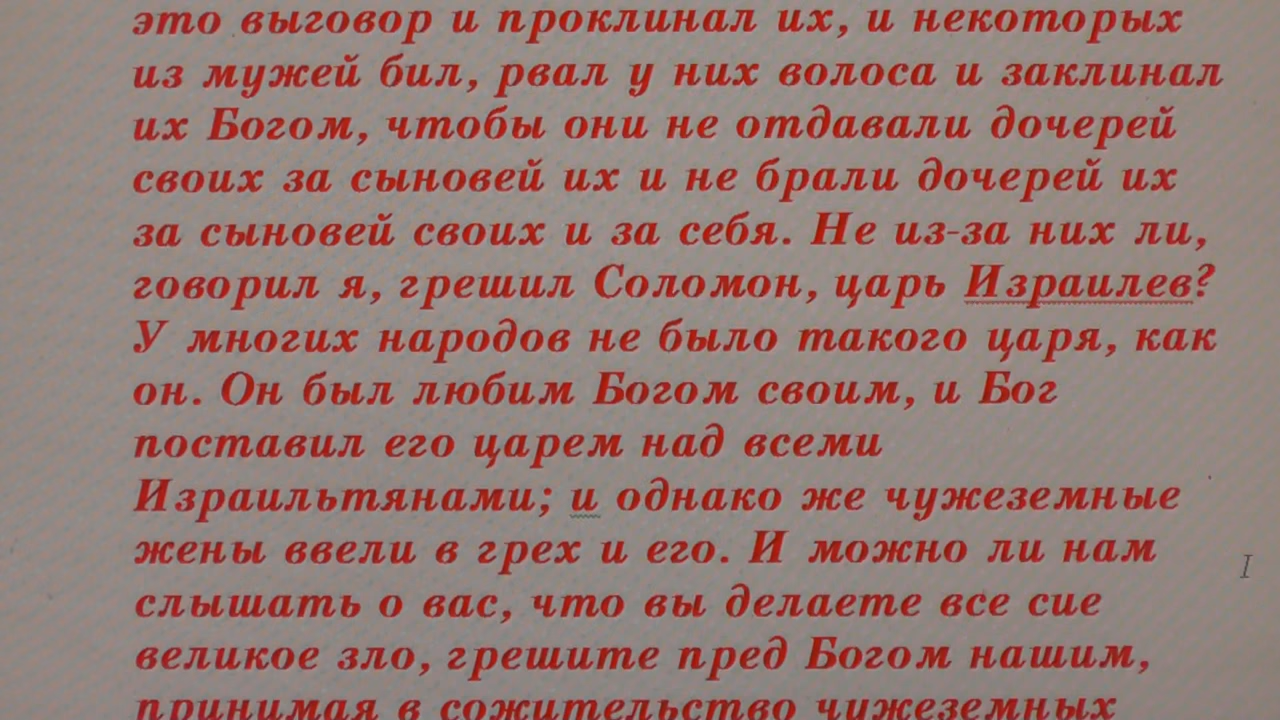 это выговор и проклинал их, и некоторых
из мужей бил, рвал у них волоса и заклинал
их Богом, чтобы они не отдавали дочерей
своих за сыновей их и не брали дочерей их
за сыновей своих и за себя. Не из-за них ли,
говорил я, грешил Соломон, царь Израилев?
У многих народов не было такого царя, как
он. Он был любим Богом своим, и Бог
поставил его царем над всеми
Израильтянами; и однако же чужеземные
жены ввели в грех и его. И можно ли нам
слышать о вас, что вы делаете все сие
великое зло, грешите пред Богом нашим,
принимая в сожительство чужеземных